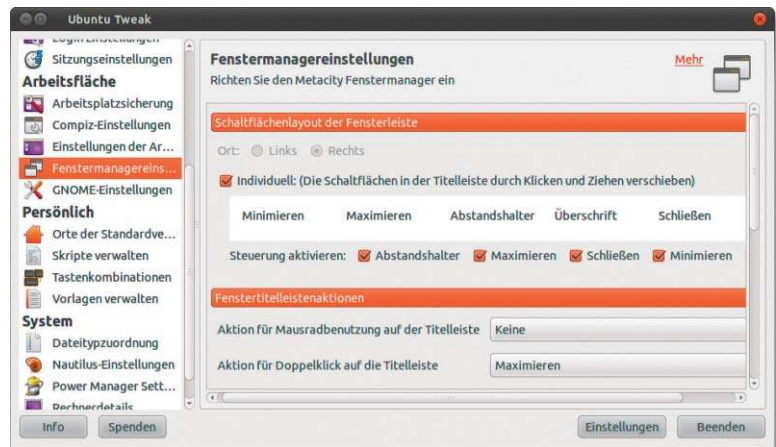 Ubuntu Tweak
Login Einstellungen
Sitzungseinstellungen
Arbeitsfläche
Arbeitsplatzsicherung
Compiz-Einstellungen
Einstellungen der Ar...
Fenstermanagereins...
GNOME-Einstellungen
Persönlich
Orte der Standardve...
Skripte verwalten
Tastenkombinationen
Vorlagen verwalten
System
Dateitypzuordnung
Nautilus-Einstellungen
Power Manager Sett...
Rechnerdetails
Fenstermanagereinstellungen
Mehr
Richten Sie den Metacity Fenstermanager ein
Schaltflächenlayout der Fensterleiste
Ort: Links Rechts
Individuell: (Die Schaltflächen in der Titelleiste durch Klicken und Ziehen verschieben)
Minimieren Maximieren Abstandshalter Überschrift Schließen
Steuerung aktivieren: Abstandshalter Maximieren Schließen Minimieren
Fenstertitelleistenaktionen
Aktion für Mausradbenutzung auf der Titelleiste Keine
Aktion für Doppelklick auf die Titelleiste Maximieren
Info Spenden Einstellungen Beenden